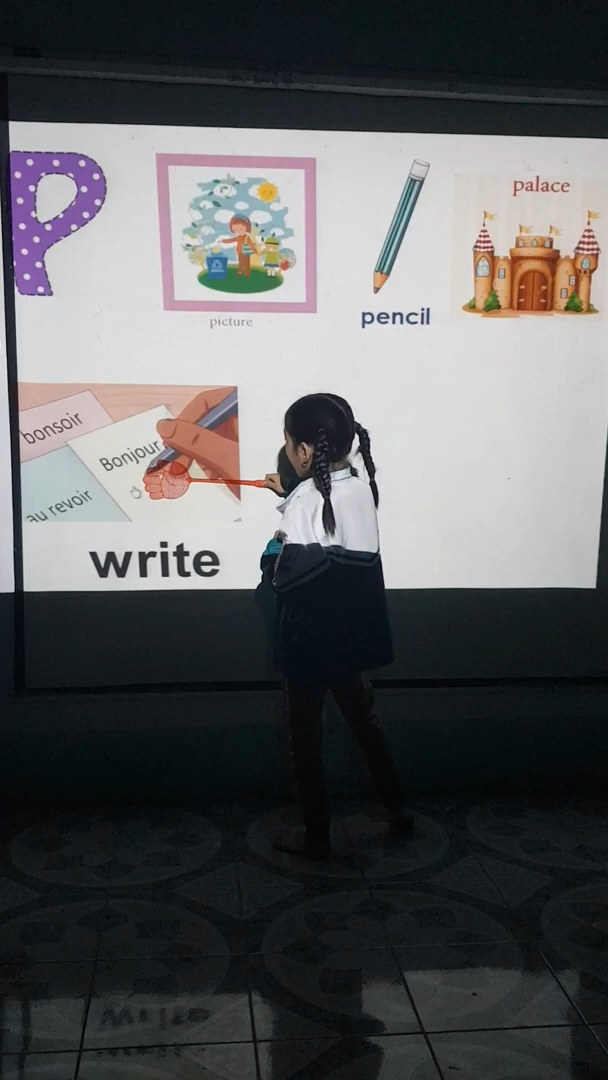 P
picture
pencil
palace
bonsoir
Bonjour
au revoir
write